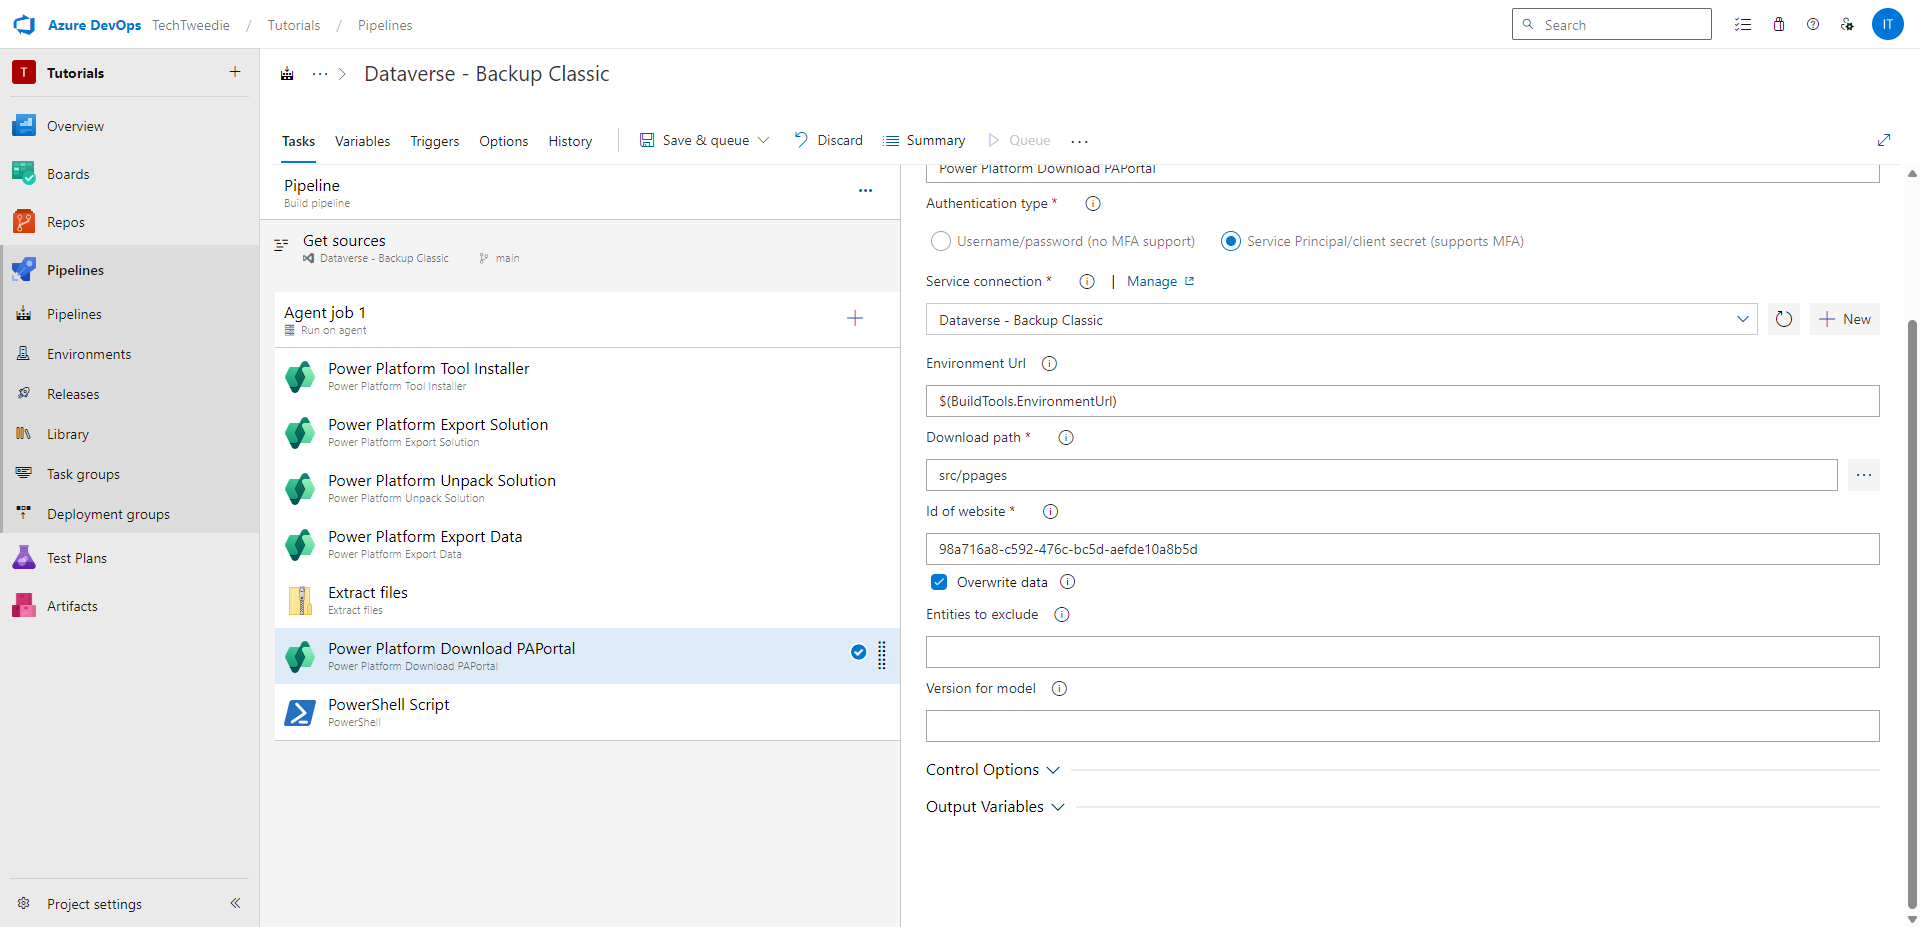 Azure DevOps TechTweedie / Tutorials / Pipelines
Search
IT
T Tutorials
Overview
Boards
Repos
Pipelines
Pipelines
Environments
Releases
Library
Task groups
Deployment groups
Test Plans
Artifacts
Project settings
Dataverse - Backup Classic
Tasks Variables Triggers Options History Save & queue Discard Summary Queue
Pipeline
Build pipeline
Get sources
Dataverse - Backup Classic main
Agent job 1
Run on agent
Power Platform Tool Installer
Power Platform Tool Installer
Power Platform Export Solution
Power Platform Export Solution
Power Platform Unpack Solution
Power Platform Unpack Solution
Power Platform Export Data
Power Platform Export Data
Extract files
Extract files
Power Platform Download PAPortal
Power Platform Download PAPortal
PowerShell Script
PowerShell
Power Platform Download PAPortal
Authentication type *
Username/password (no MFA support) Service Principal/client secret (supports MFA)
Service connection * | Manage
Dataverse - Backup Classic
New
Environment Url
$(BuildTools.EnvironmentUrl)
Download path *
src/ppages
Id of website *
98a716a8-c592-476c-bc5d-aefde10a8b5d
Overwrite data
Entities to exclude
Version for model
Control Options
Output Variables